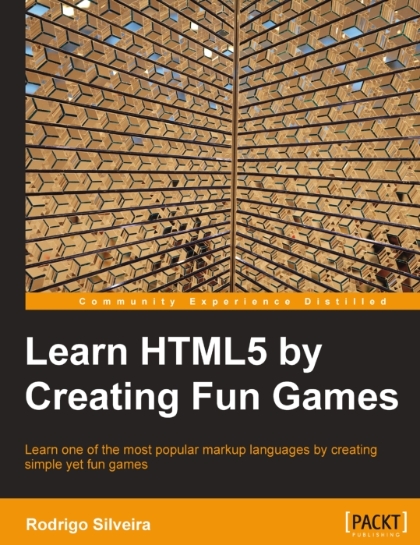 Community Experience Distilled
Learn HTML5 by
Creating Fun Games
Learn one of the most popular markup languages by creating
simple yet fun games
Rodrigo Silveira
[PACKT]
PUBLISHING